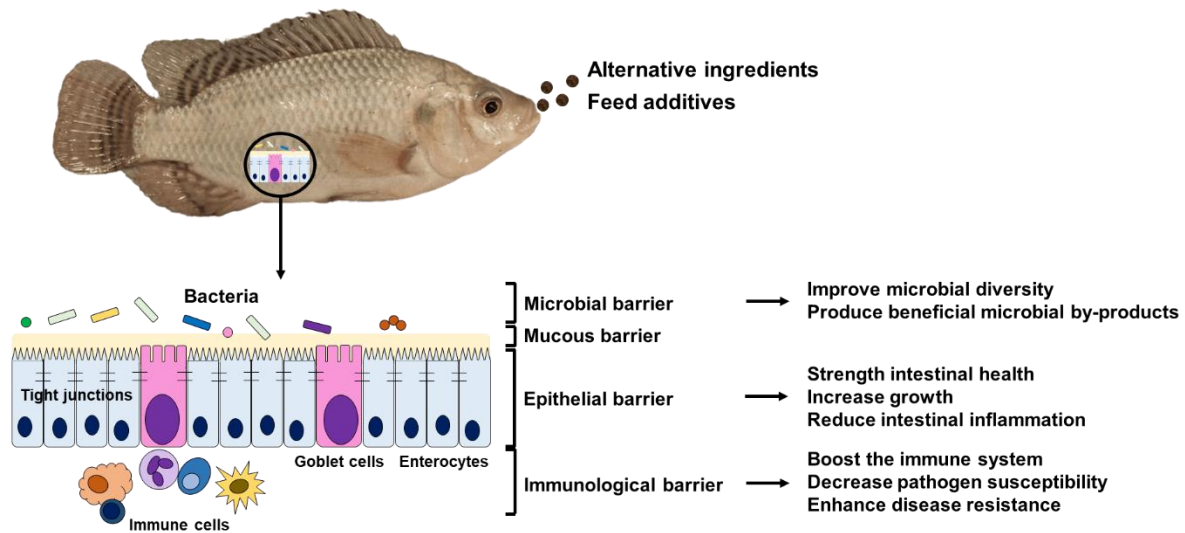 Alternative ingredients
Feed additives
Bacteria
Microbial barrier
Improve microbial diversity
Produce beneficial microbial by-products
Mucous barrier
Tight junctions
Epithelial barrier
Strength intestinal health
Increase growth
Reduce intestinal inflammation
Goblet cells
Enterocytes
Immune cells
Immunological barrier
Boost the immune system
Decrease pathogen susceptibility
Enhance disease resistance